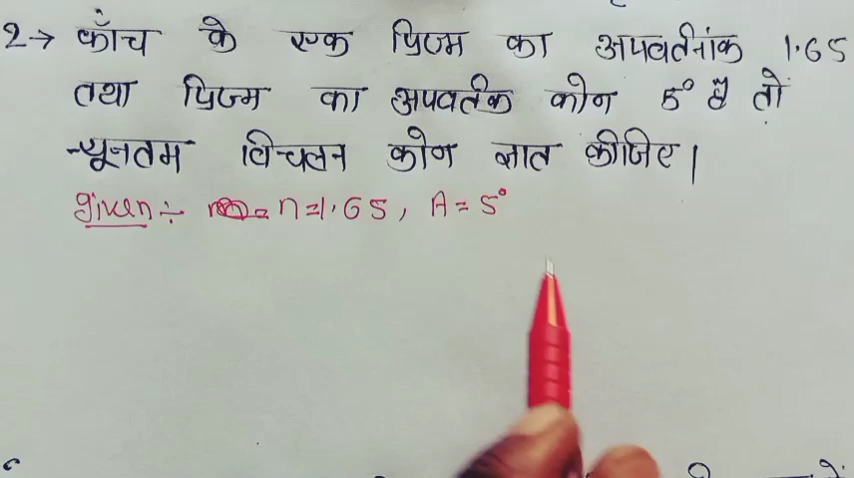 2→ काँच के एक प्रिज्म का अपवर्तनांक 1.65
तथा प्रिज्म का अपवर्तक कोन 5° है तो
न्यूनतम विचलन कोण ज्ञात कीजिए।
given÷ n=1.65, A=5°